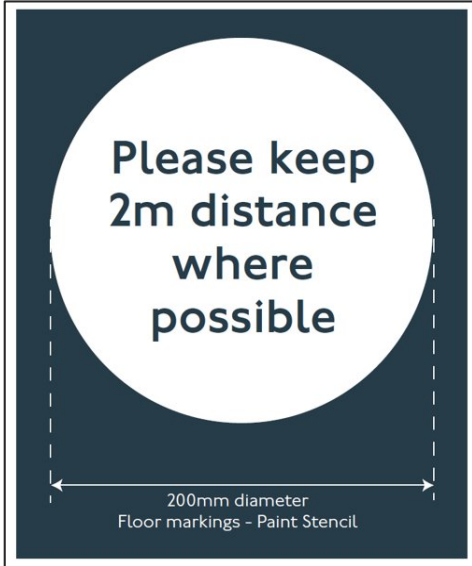 Please keep
2m distance
where
possible
200mm diameter
Floor markings - Paint Stencil